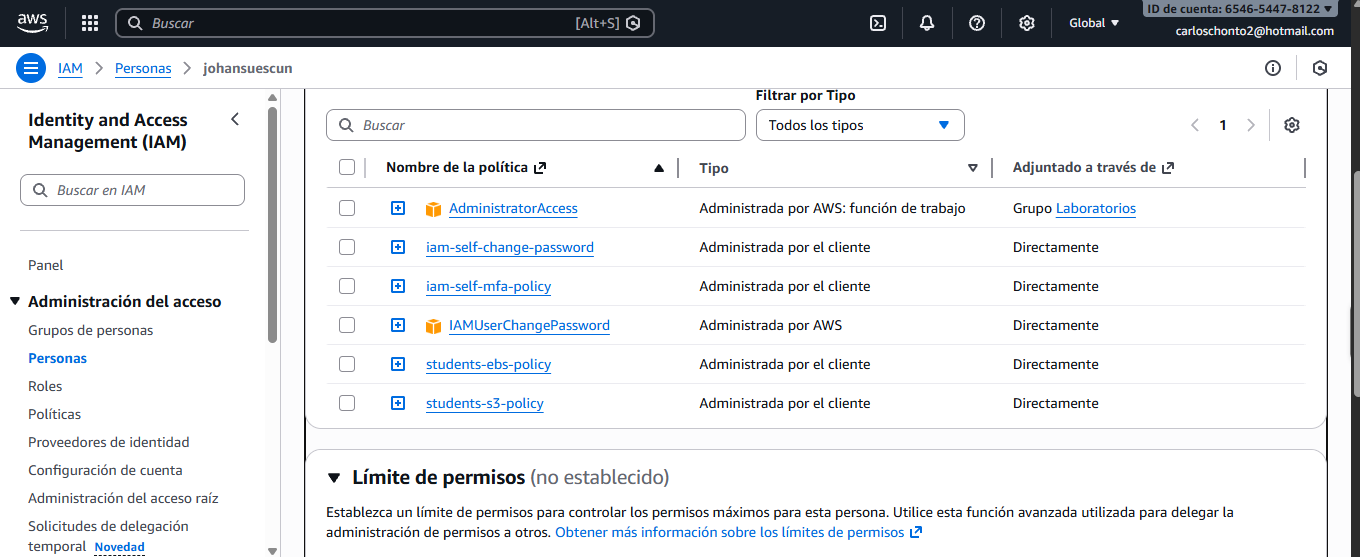 aws
Buscar [Alt+S]
Global
ID de cuenta: 6546-5447-8122
carloschonto2@hotmail.com
IAM > Personas > johansuescun
Identity and Access
Management (IAM)
Buscar en IAM
Panel
Administración del acceso
Grupos de personas
Personas
Roles
Políticas
Proveedores de identidad
Configuración de cuenta
Administración del acceso raíz
Solicitudes de delegación
temporal Novedad
Filtrar por Tipo
Buscar
Todos los tipos
1
Nombre de la política Tipo Adjuntado a través de
AdministratorAccess Administrada por AWS: función de trabajo Grupo Laboratorios
iam-self-change-password Administrada por el cliente Directamente
iam-self-mfa-policy Administrada por el cliente Directamente
IAMUserChangePassword Administrada por AWS Directamente
students-ebs-policy Administrada por el cliente Directamente
students-s3-policy Administrada por el cliente Directamente
Límite de permisos (no establecido)
Establezca un límite de permisos para controlar los permisos máximos para esta persona. Utilice esta función avanzada utilizada para delegar la
administración de permisos a otros. Obtener más información sobre los límites de permisos